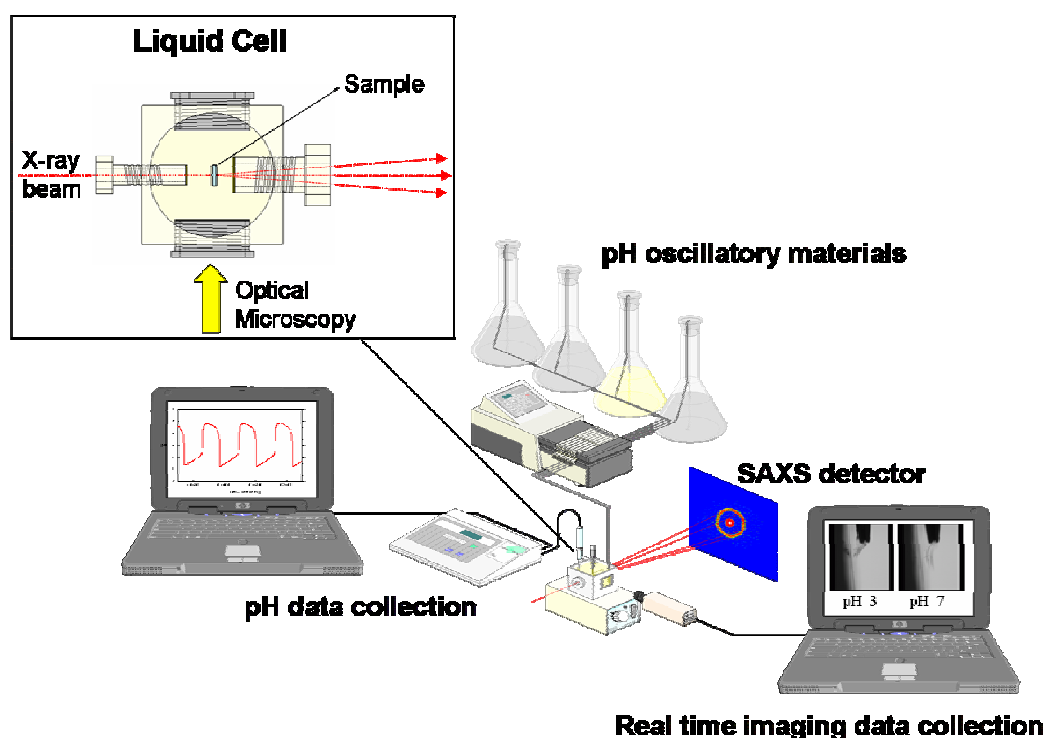 Liquid Cell
Sample
X-ray
beam
Optical
Microscopy
pH oscillatory materials
SAXS detector
pH data collection
pH 3 pH 7
Real time imaging data collection